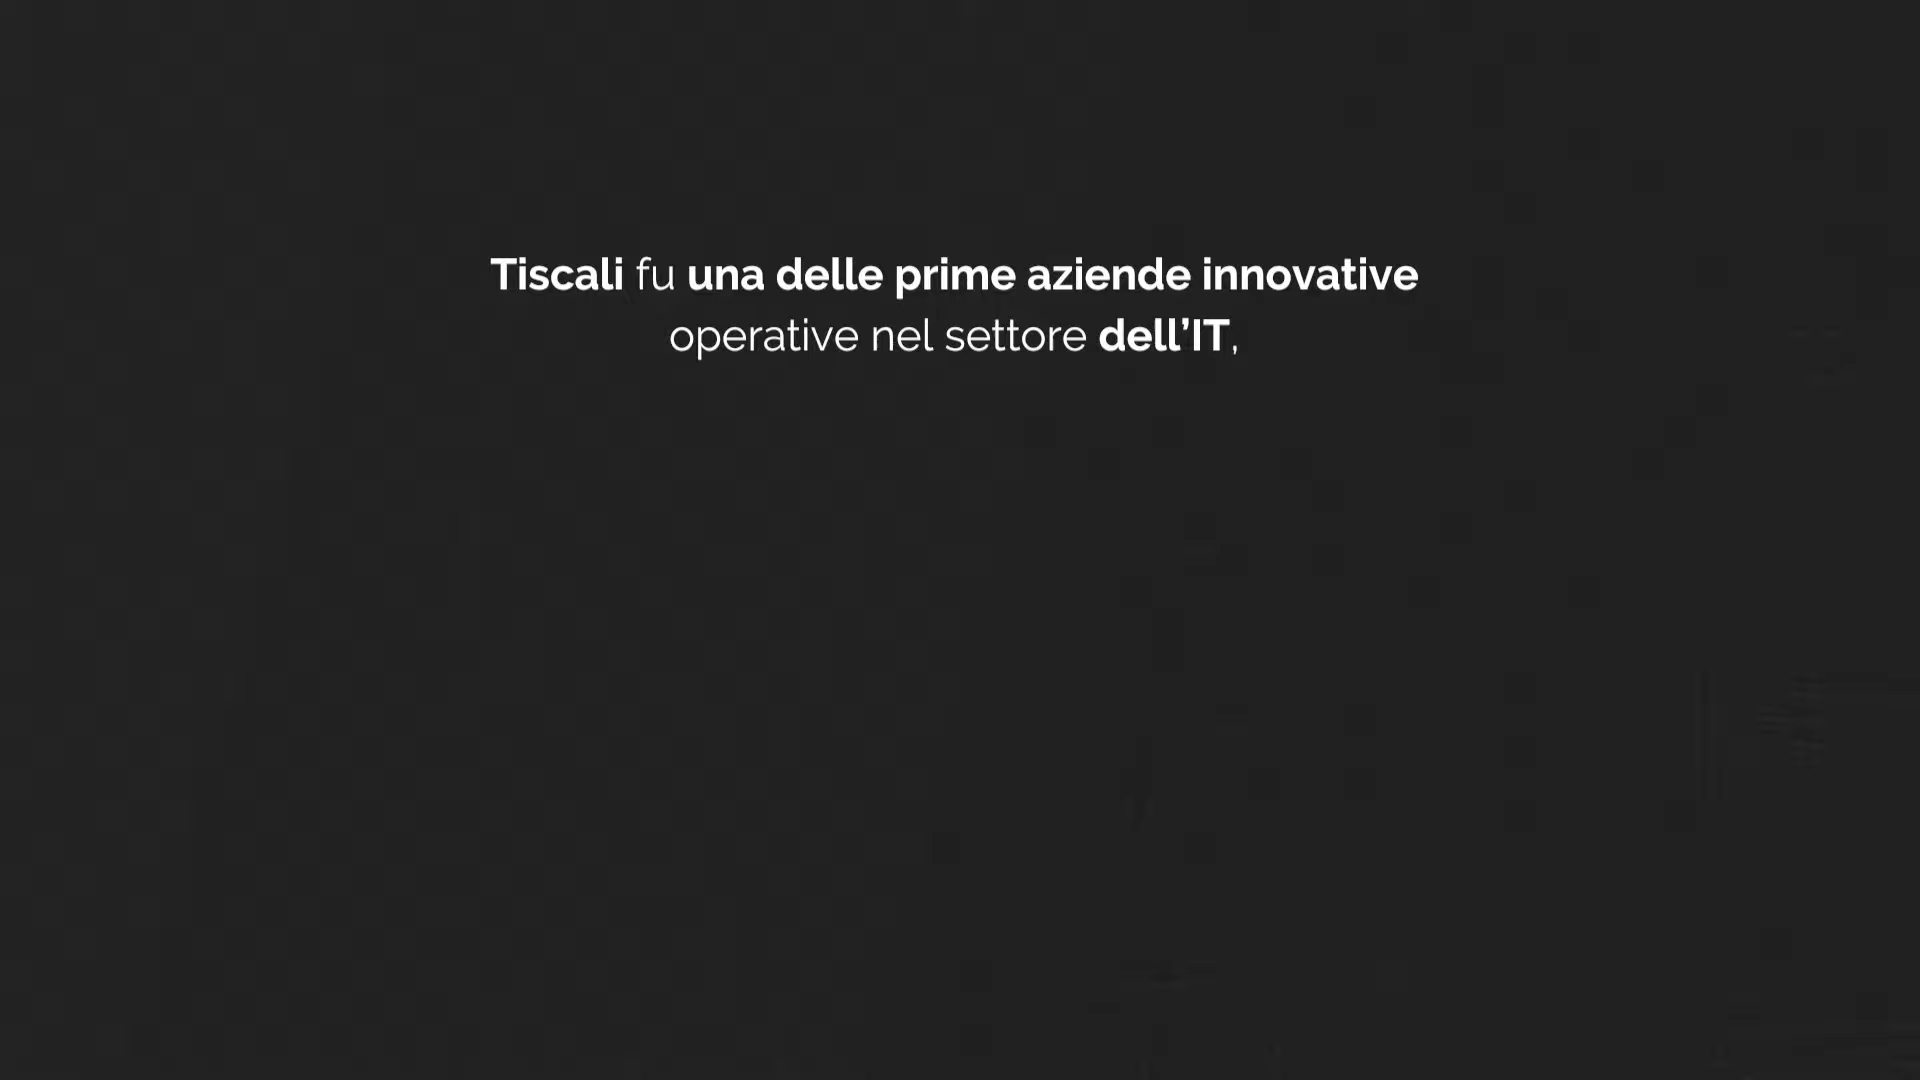 Tiscali fu una delle prime aziende innovative
operative nel settore dell’IT,